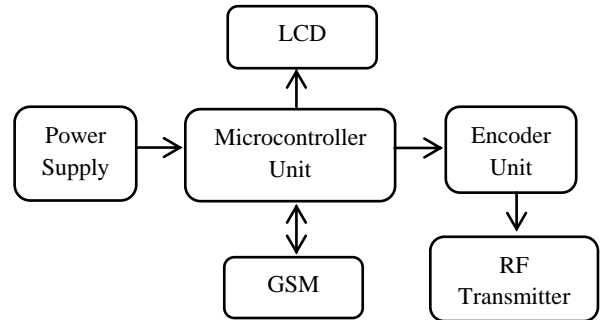 LCD
Power
Supply
Microcontroller
Unit
Encoder
Unit
GSM
RF
Transmitter